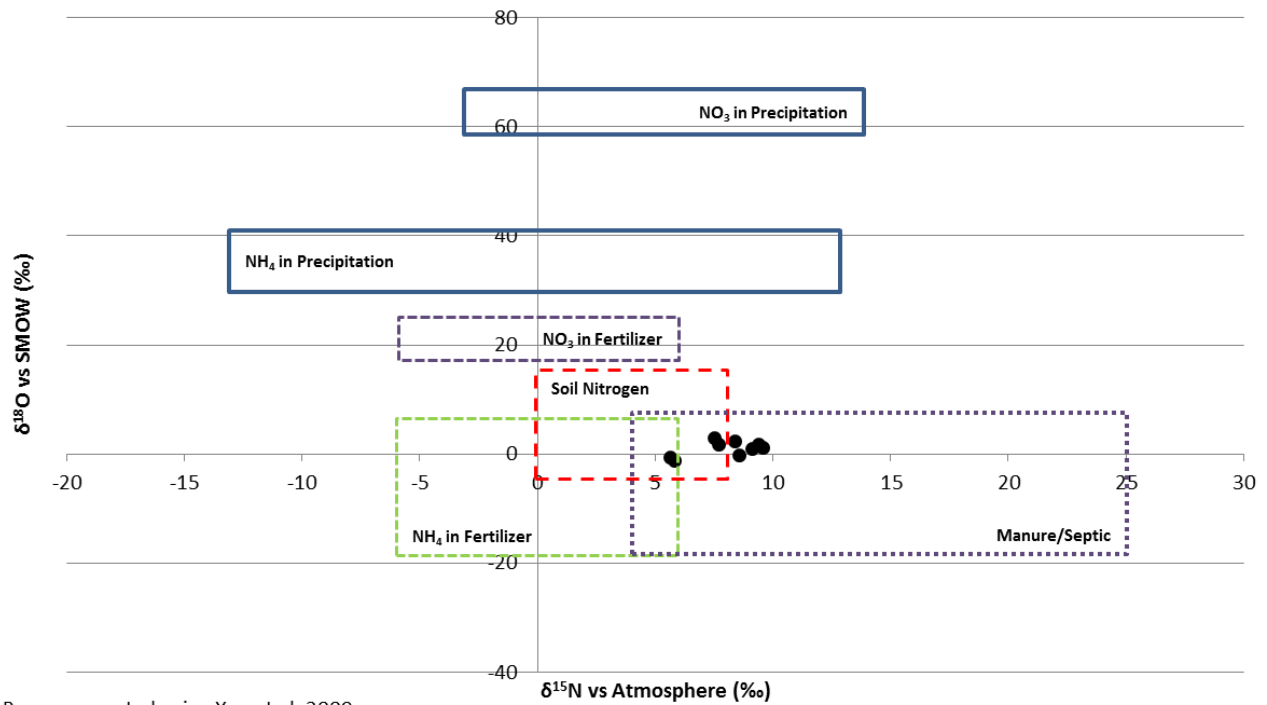 80
NO₃ in Precipitation
60
40
NH₄ in Precipitation
20
NO₃ in Fertilizer
Soil Nitrogen
0
-20 -15 -10 -5 0 5 10 15 20 25 30
NH₄ in Fertilizer
Manure/Septic
-20
-40
δ¹⁸O vs SMOW (‰)
δ¹⁵N vs Atmosphere (‰)